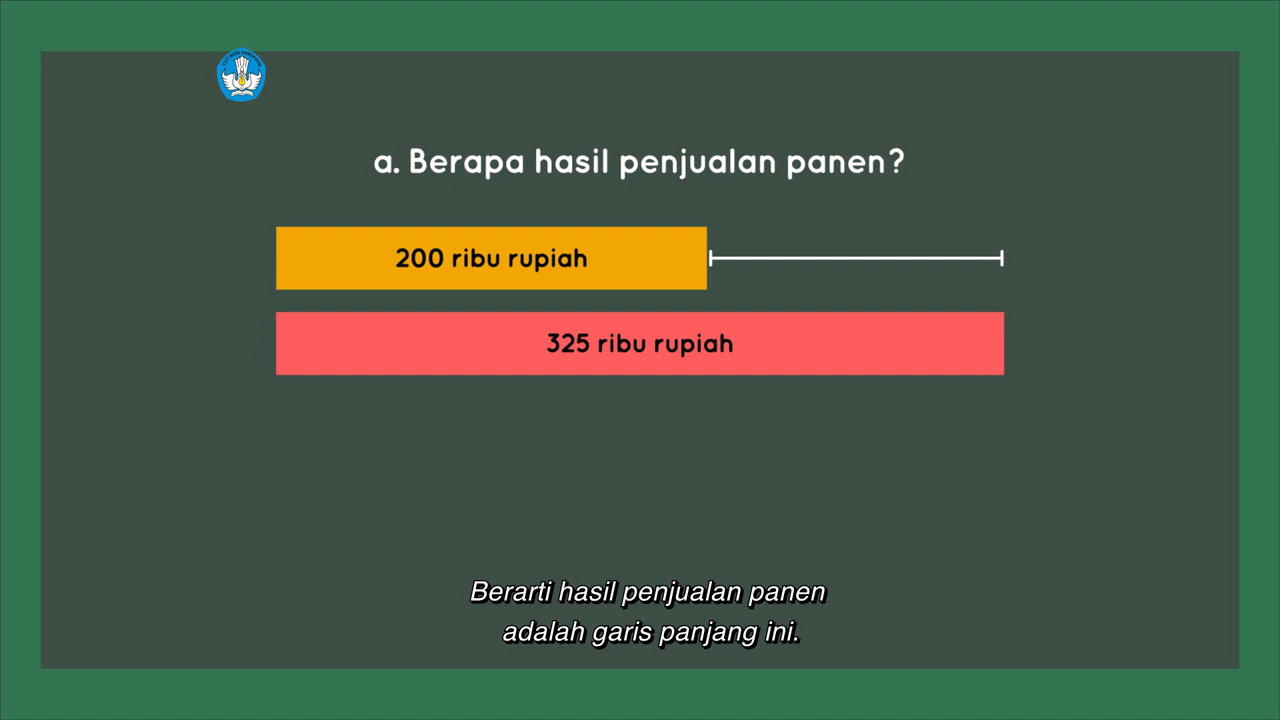 a. Berapa hasil penjualan panen?
200 ribu rupiah
325 ribu rupiah
Berarti hasil penjualan panen
adalah garis panjang ini.